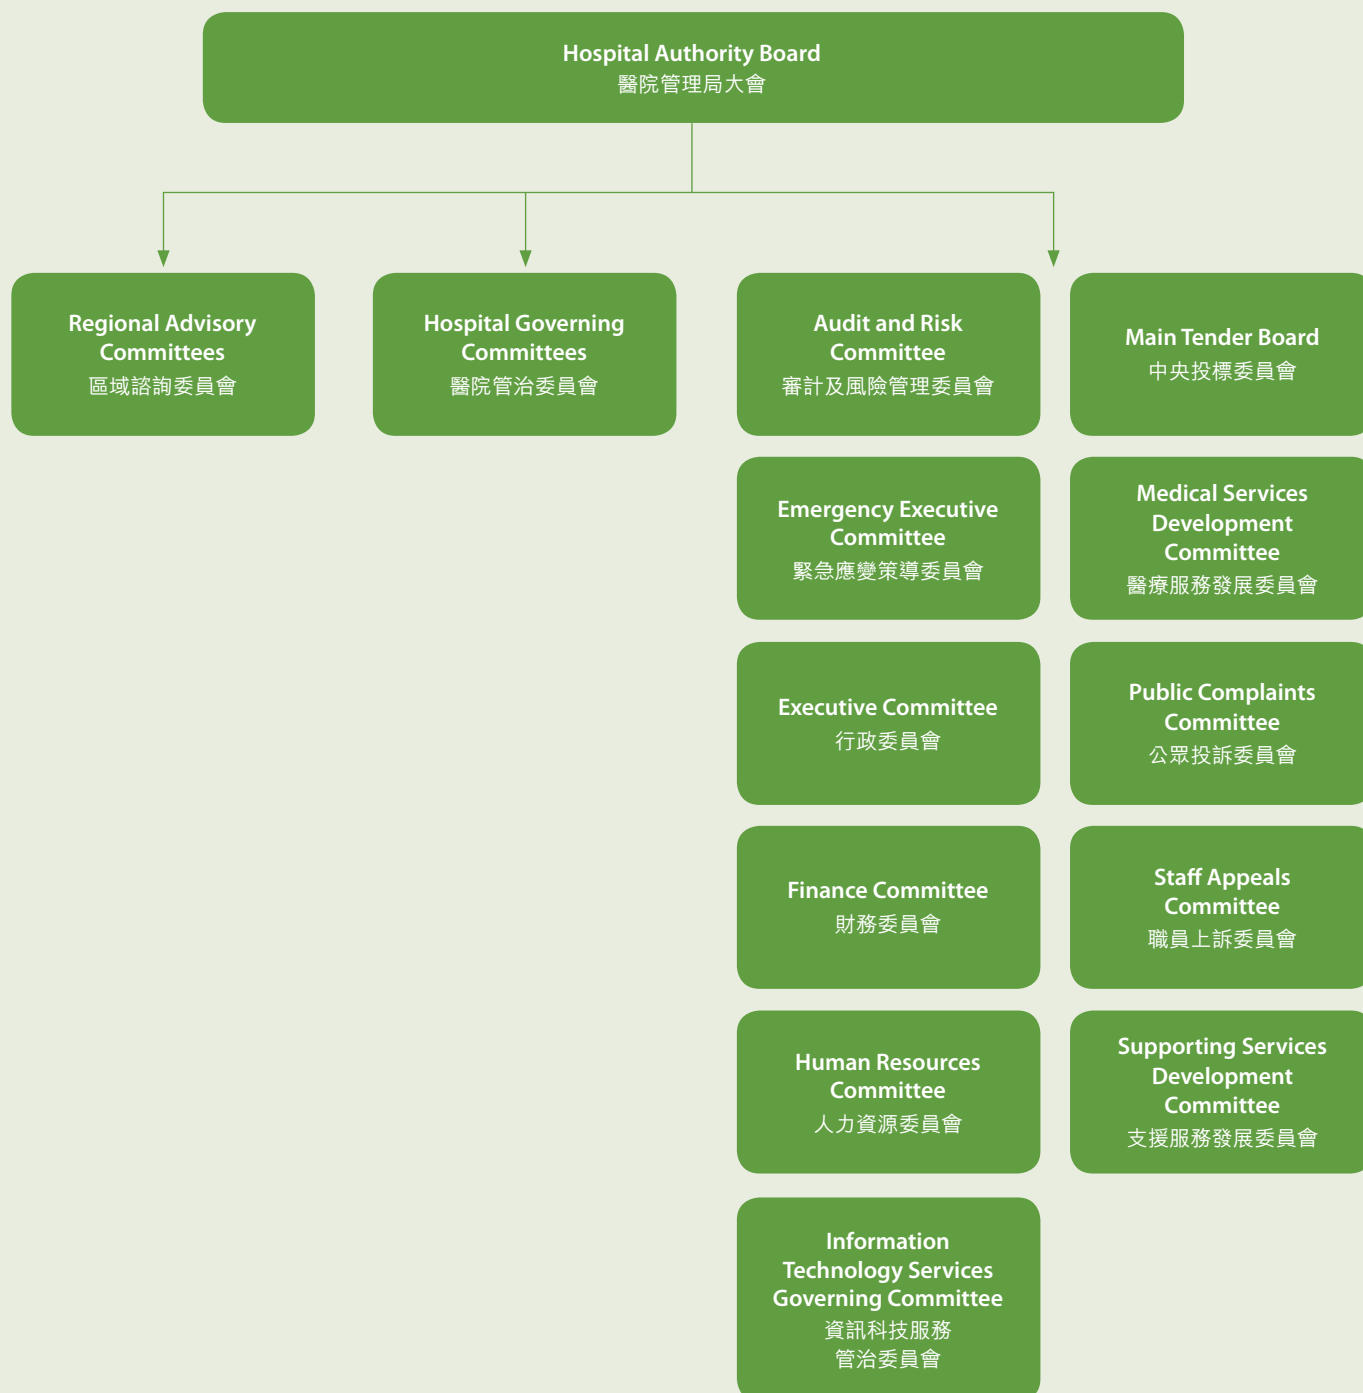 Hospital Authority Board
醫院管理局大會
Regional Advisory
Committees
區域諮詢委員會
Hospital Governing
Committees
醫院管治委員會
Audit and Risk
Committee
審計及風險管理委員會
Main Tender Board
中央投標委員會
Emergency Executive
Committee
緊急應變策導委員會
Medical Services
Development
Committee
醫療服務發展委員會
Executive Committee
行政委員會
Public Complaints
Committee
公眾投訴委員會
Finance Committee
財務委員會
Staff Appeals
Committee
職員上訴委員會
Human Resources
Committee
人力資源委員會
Supporting Services
Development
Committee
支援服務發展委員會
Information
Technology Services
Governing Committee
資訊科技服務
管治委員會